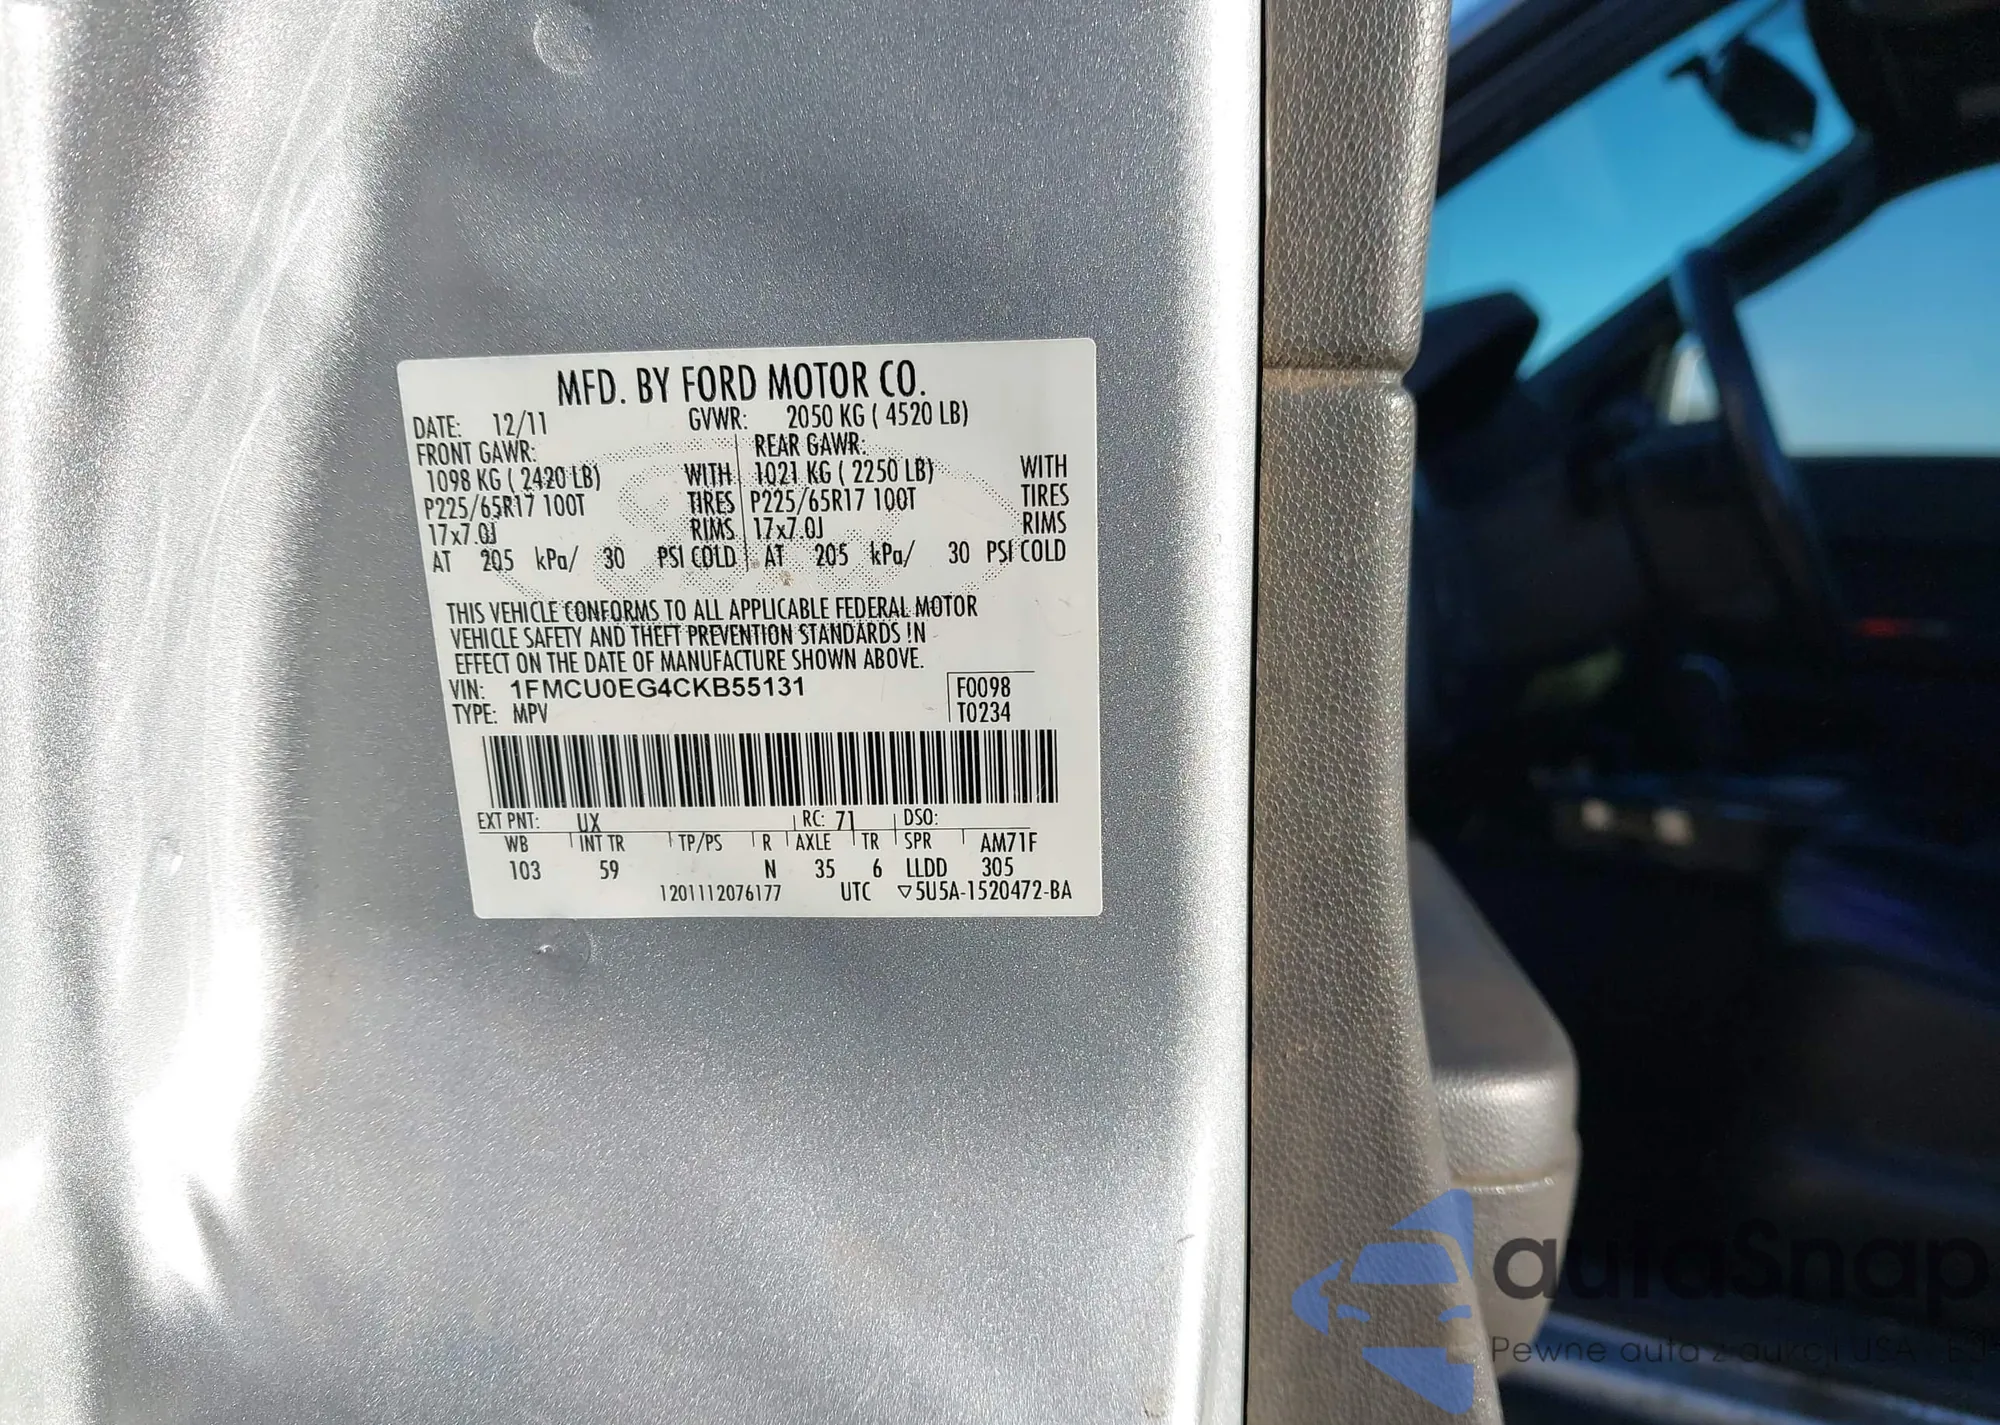 MFD. BY FORD MOTOR CO.
DATE: 12/11 GVWR: 2050 KG ( 4520 LB)
FRONT GAWR: REAR GAWR:
1098 KG ( 2420 LB) WITH 1021 KG ( 2250 LB) WITH
P225/65R17 100T TIRES P225/65R17 100T TIRES
17x7.0J RIMS 17x7.0J RIMS
AT 205 kPa/ 30 PSI COLD AT 205 kPa/ 30 PSI COLD
THIS VEHICLE CONFORMS TO ALL APPLICABLE FEDERAL MOTOR
VEHICLE SAFETY AND THEFT PREVENTION STANDARDS IN
EFFECT ON THE DATE OF MANUFACTURE SHOWN ABOVE.
VIN: 1FMCU0EG4CKB55131 F0098
TYPE: MPV T0234
EXT PNT: UX RC: 71 DSO:
WB INT TR TP/PS R AXLE TR SPR AM71F
103 59 N 35 6 LLDD 305
1201112076177 UTC ▽5U5A-1520472-BA
autaSnap
Pewne auta z aukcji USA